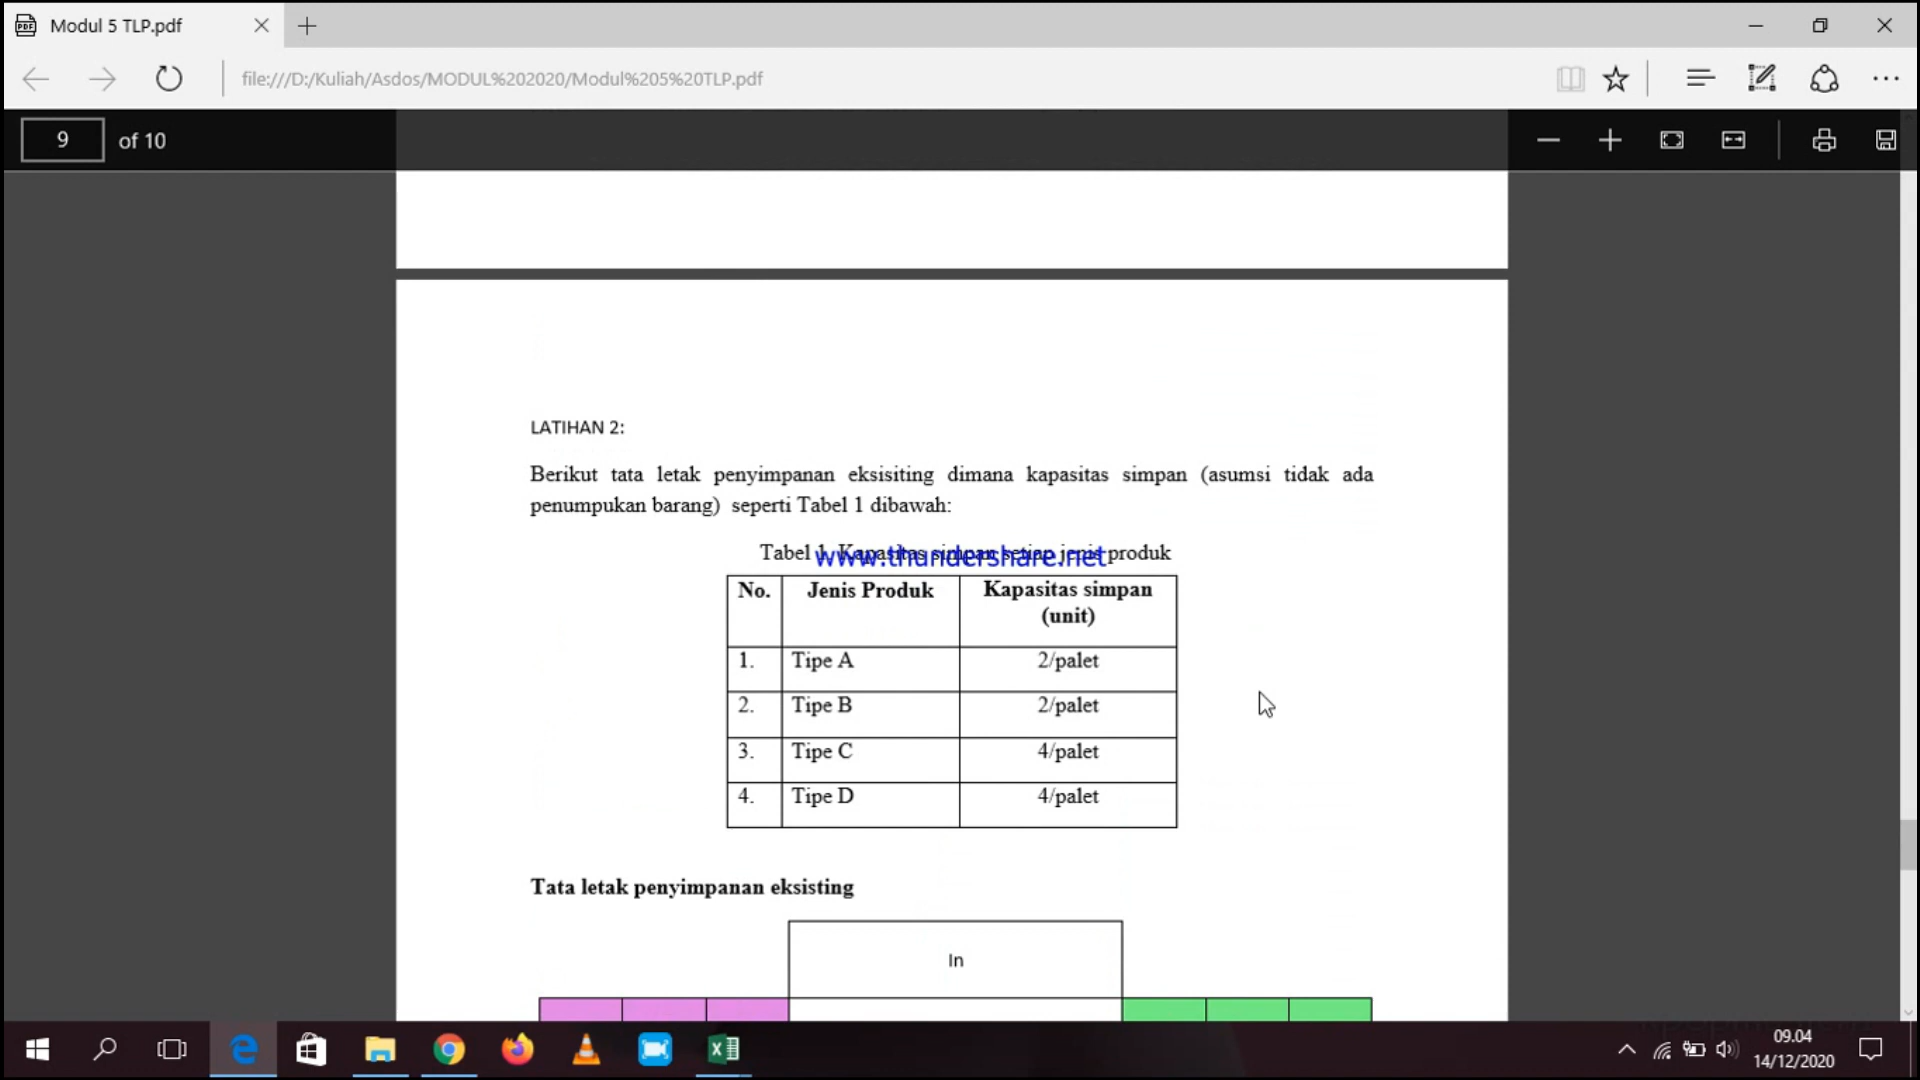 Modul 5 TLP.pdf
file:///D:/Kuliah/Asdos/MODUL%202020/Modul%205%20TLP.pdf
9 of 10
LATIHAN 2:
Berikut tata letak penyimpanan eksisiting dimana kapasitas simpan (asumsi tidak ada
penumpukan barang) seperti Tabel 1 dibawah:
Tabel 1. Kapasitas simpan setiap jenis produk
www.thundershare.net
No. Jenis Produk Kapasitas simpan
(unit)
1. Tipe A 2/palet
2. Tipe B 2/palet
3. Tipe C 4/palet
4. Tipe D 4/palet
Tata letak penyimpanan eksisting
In
09.04
14/12/2020